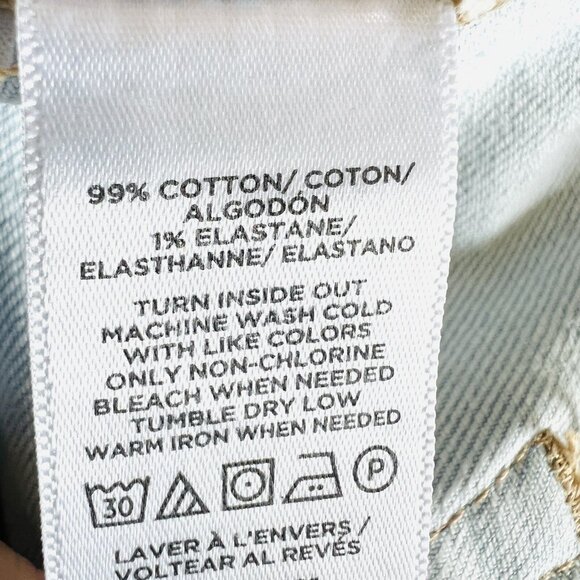 99% COTTON/ COTON/
ALGODÓN
1% ELASTANE/
ELASTHANNE/ ELASTANO
TURN INSIDE OUT
MACHINE WASH COLD
WITH LIKE COLORS
ONLY NON-CHLORINE
BLEACH WHEN NEEDED
TUMBLE DRY LOW
WARM IRON WHEN NEEDED
30 P
LAVER À L'ENVERS /
VOLTEAR AL REVÉS